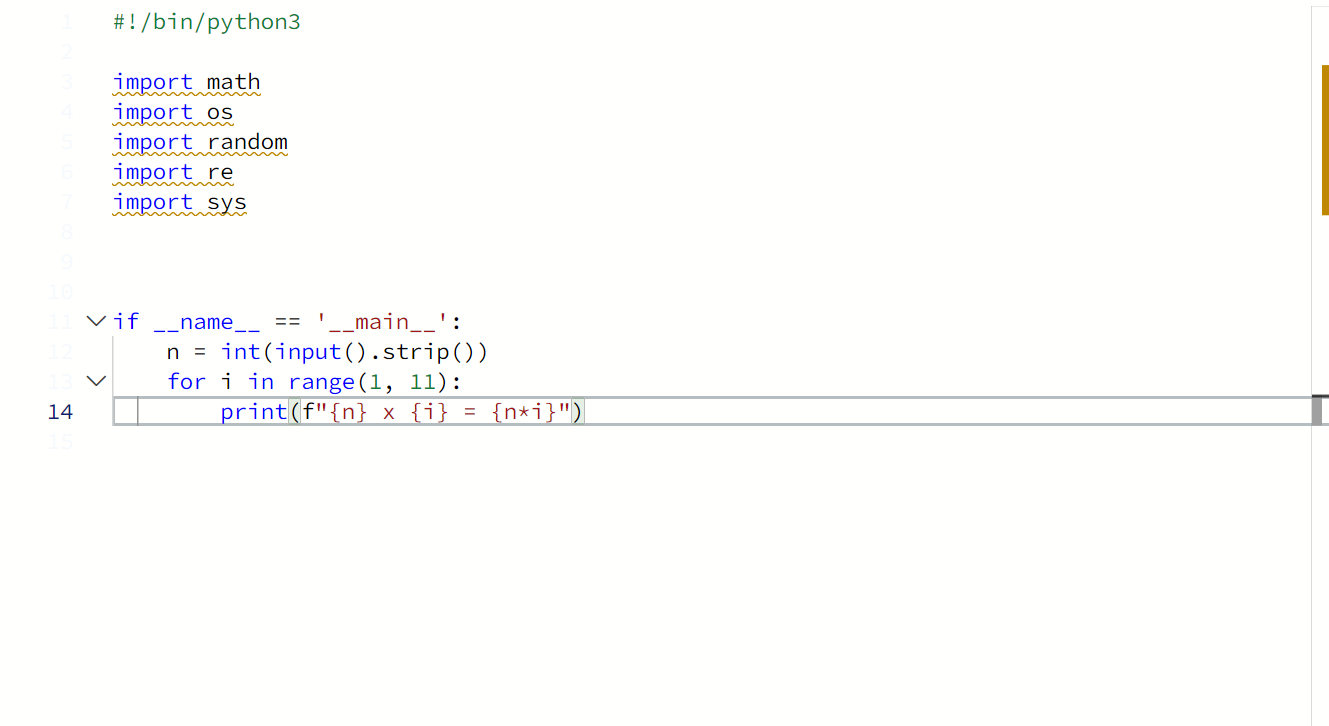 1 #!/bin/python3
2
3 import math
4 import os
5 import random
6 import re
7 import sys
8
9
10
11 if __name__ == '__main__':
12     n = int(input().strip())
13     for i in range(1, 11):
14         print(f"{n} x {i} = {n*i}")
15